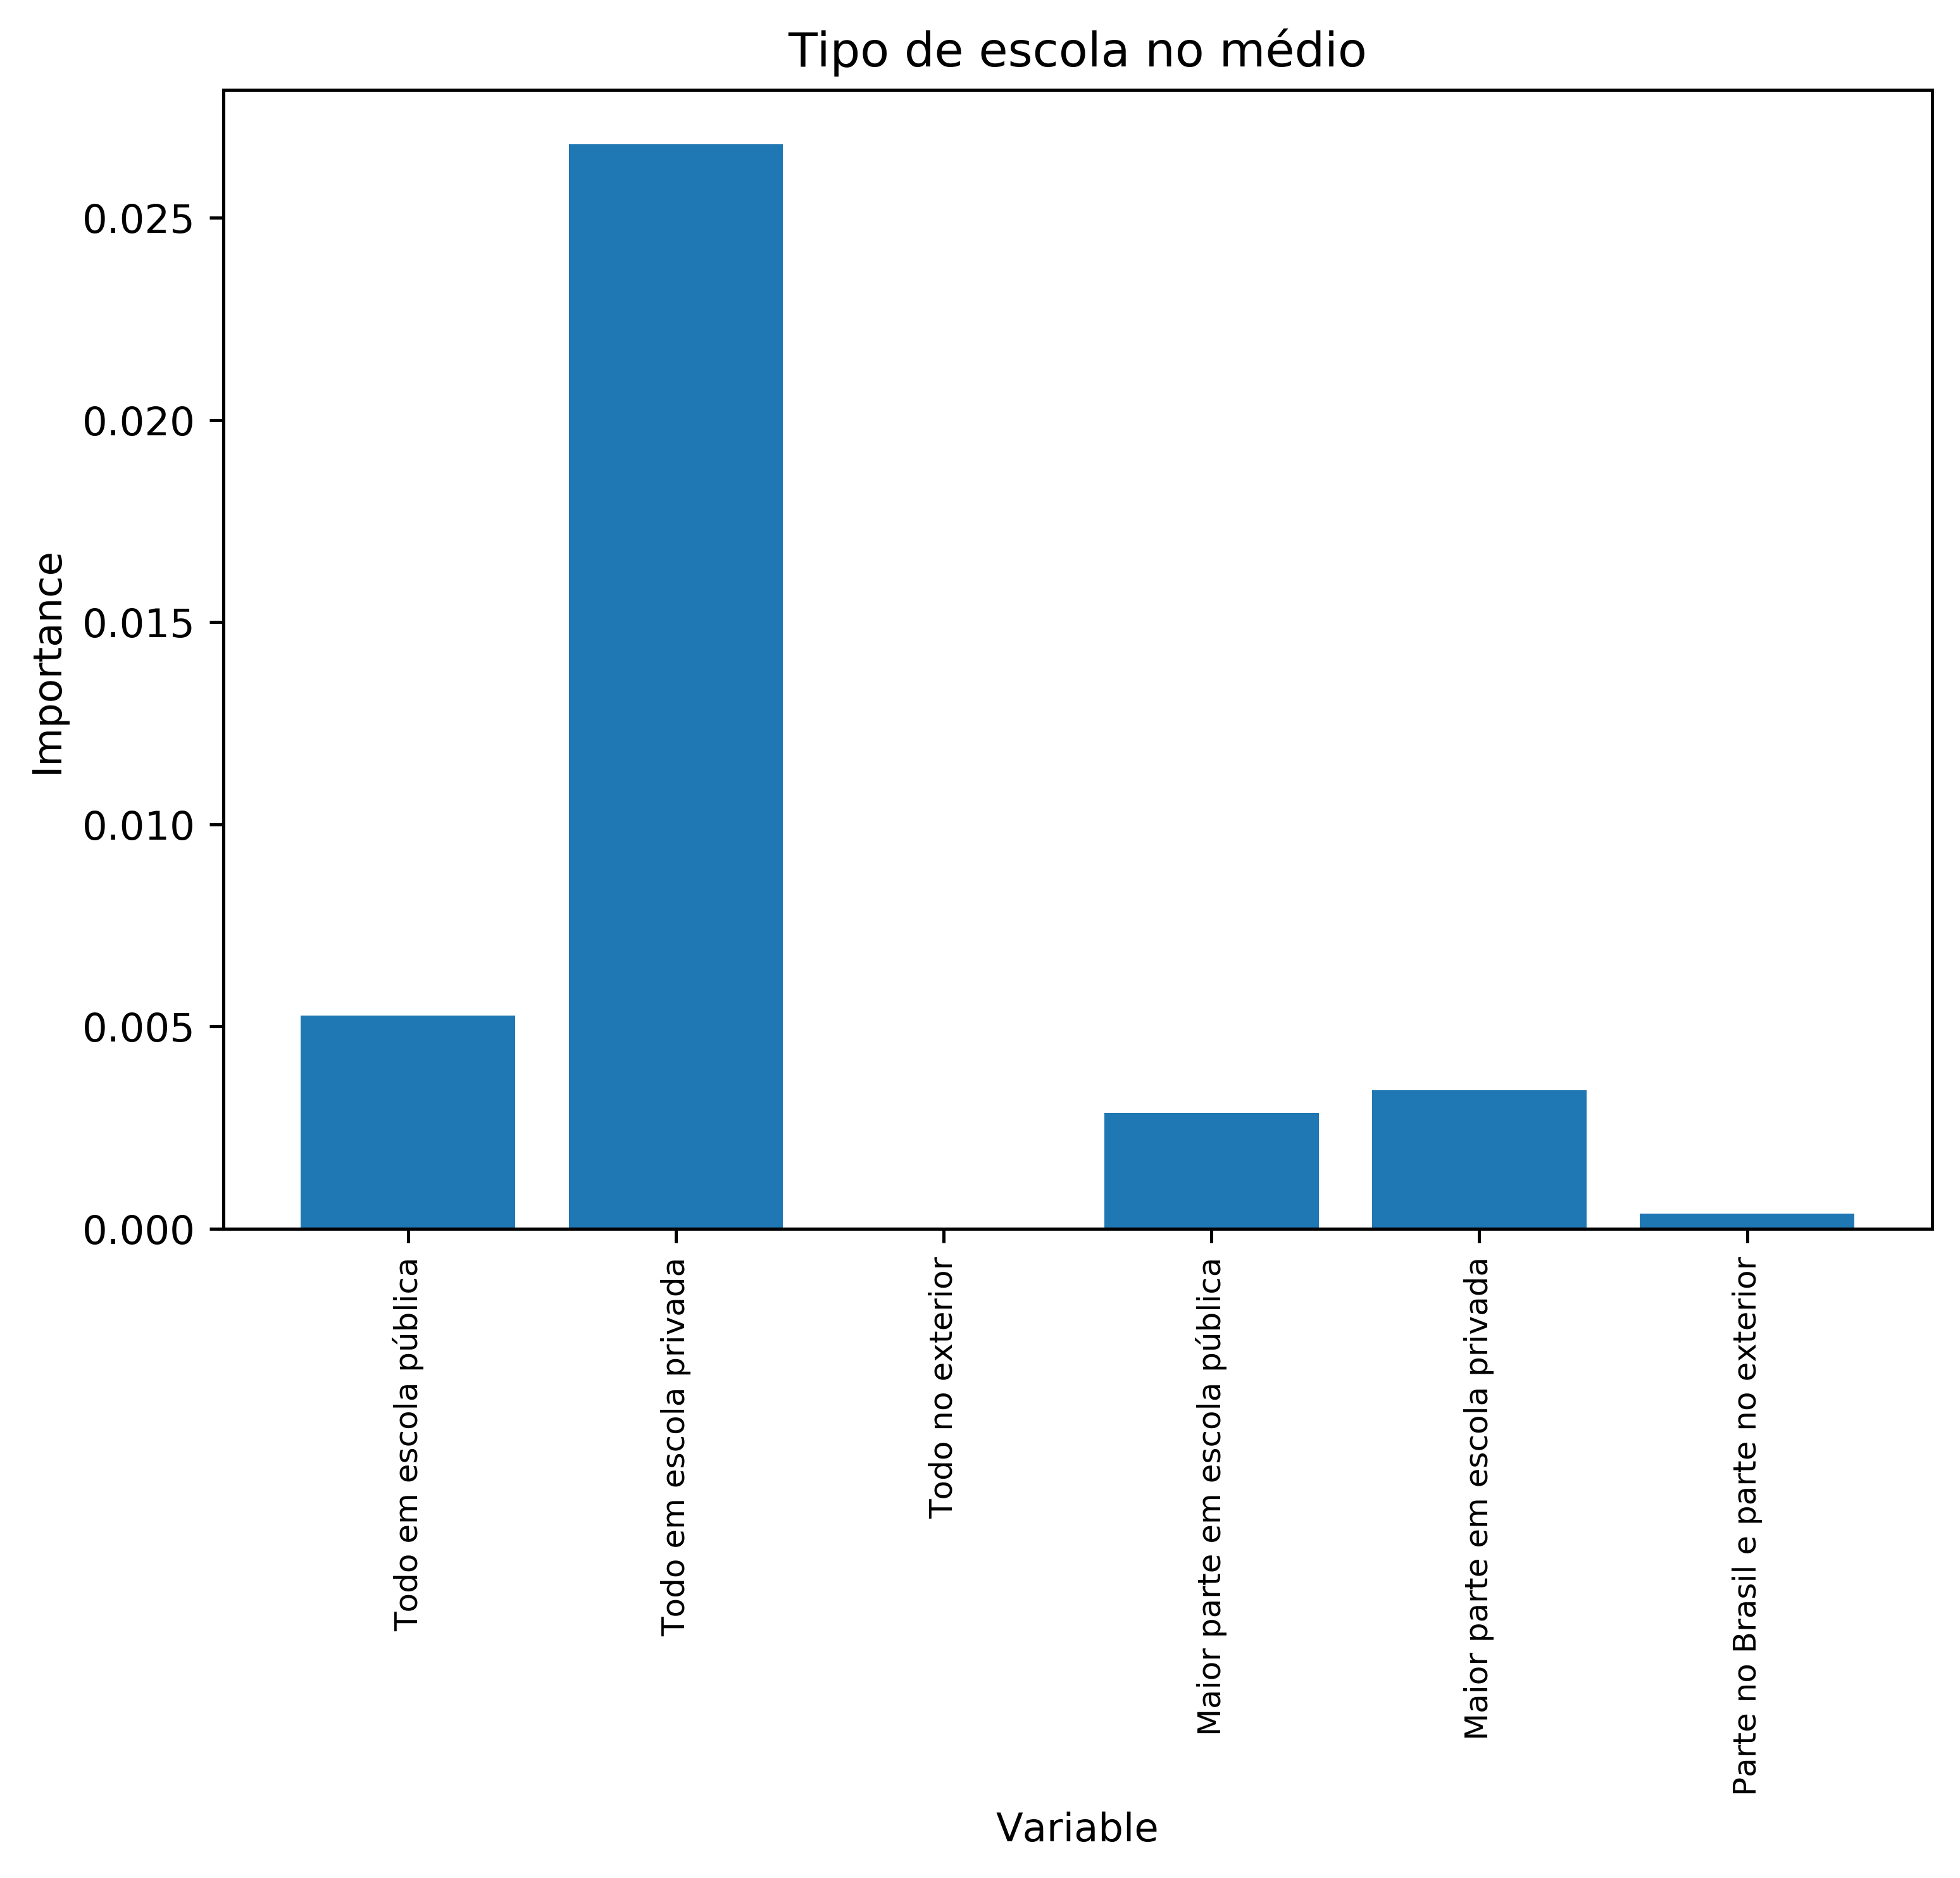 Tipo de escola no médio
Importance
0.025
0.020
0.015
0.010
0.005
0.000
Todo em escola pública
Todo em escola privada
Todo no exterior
Maior parte em escola pública
Maior parte em escola privada
Parte no Brasil e parte no exterior
Variable